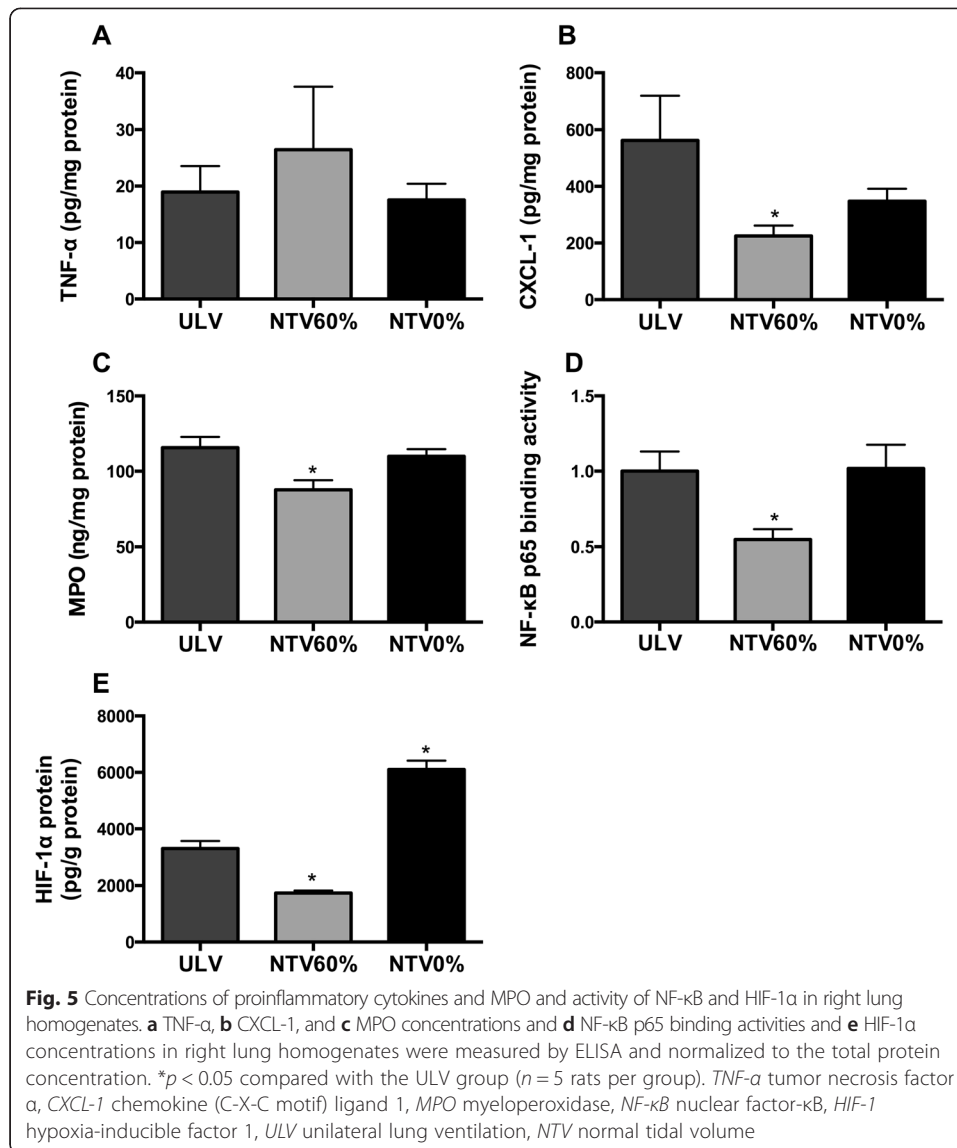 A
TNF-α (pg/mg protein)
40
30
20
10
0
ULV NTV60% NTV0%
B
CXCL-1 (pg/mg protein)
800
600
400
200
0
*
ULV NTV60% NTV0%
C
MPO (ng/mg protein)
150
100
50
0
*
ULV NTV60% NTV0%
D
NF-κB p65 binding activity
1.5
1.0
0.5
0.0
*
ULV NTV60% NTV0%
E
HIF-1α protein
(pg/g protein)
8000
6000
4000
2000
0
*
*
ULV NTV60% NTV0%
Fig. 5 Concentrations of proinflammatory cytokines and MPO and activity of NF-κB and HIF-1α in right lung
homogenates. a TNF-α, b CXCL-1, and c MPO concentrations and d NF-κB p65 binding activities and e HIF-1α
concentrations in right lung homogenates were measured by ELISA and normalized to the total protein
concentration. *p < 0.05 compared with the ULV group (n = 5 rats per group). TNF-α tumor necrosis factor
α, CXCL-1 chemokine (C-X-C motif) ligand 1, MPO myeloperoxidase, NF-κB nuclear factor-κB, HIF-1
hypoxia-inducible factor 1, ULV unilateral lung ventilation, NTV normal tidal volume